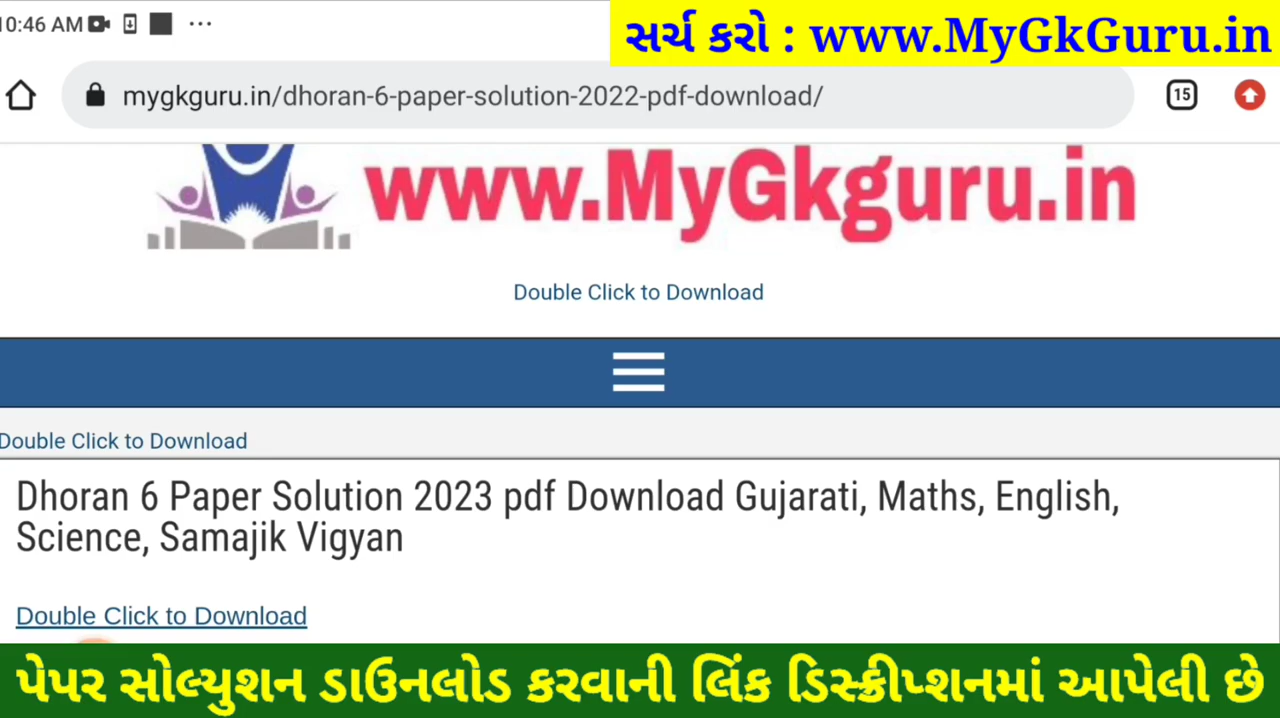 10:46 AM
સર્ચ કરો : www.MyGkGuru.in
mygkguru.in/dhoran-6-paper-solution-2022-pdf-download/
15
www.MyGkguru.in
Double Click to Download
Double Click to Download
Dhoran 6 Paper Solution 2023 pdf Download Gujarati, Maths, English,
Science, Samajik Vigyan
Double Click to Download
પેપર સોલ્યુશન ડાઉનલોડ કરવાની લિંક ડિસ્ક્રીપ્શનમાં આપેલી છે